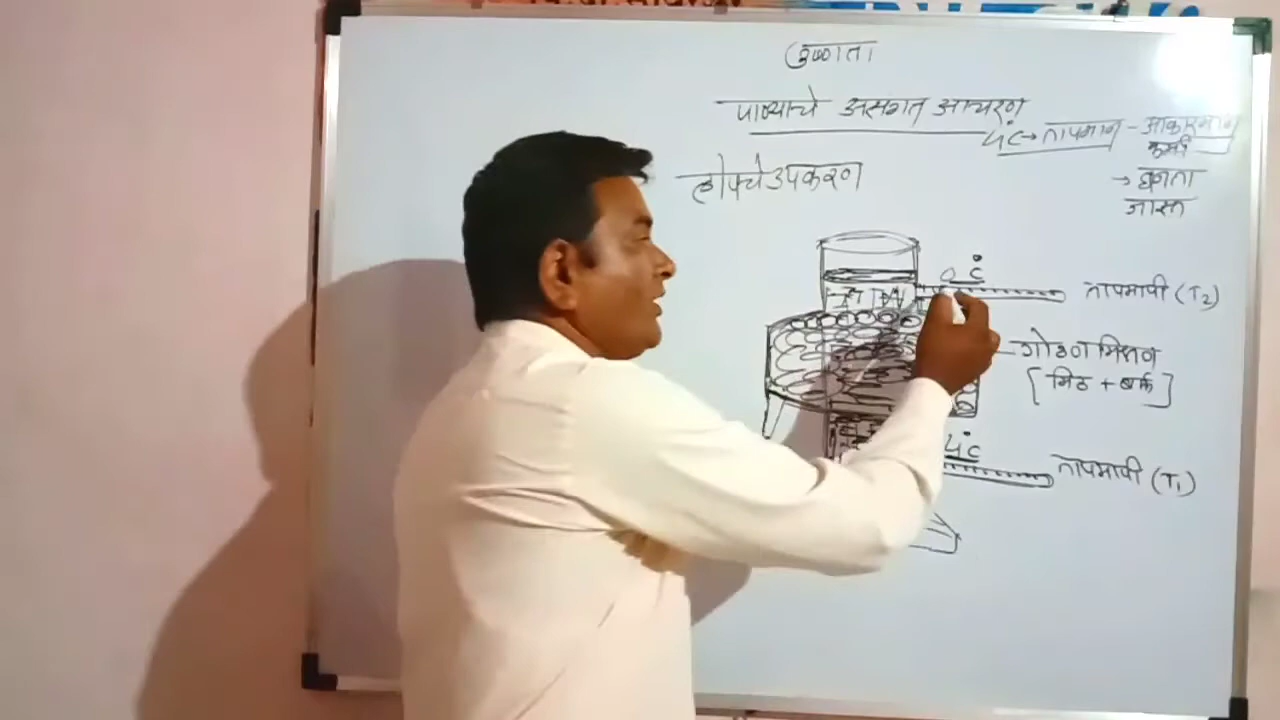 उष्णता
पाण्याचे असंगत आचरण
4°c → तापमान - आकारमान
कमी
→ घनता
जास्त
होपचे उपकरण
0°c
तापमापी (T2)
गोठण मिश्रण
[मिठ + बर्फ]
4°c
तापमापी (T1)